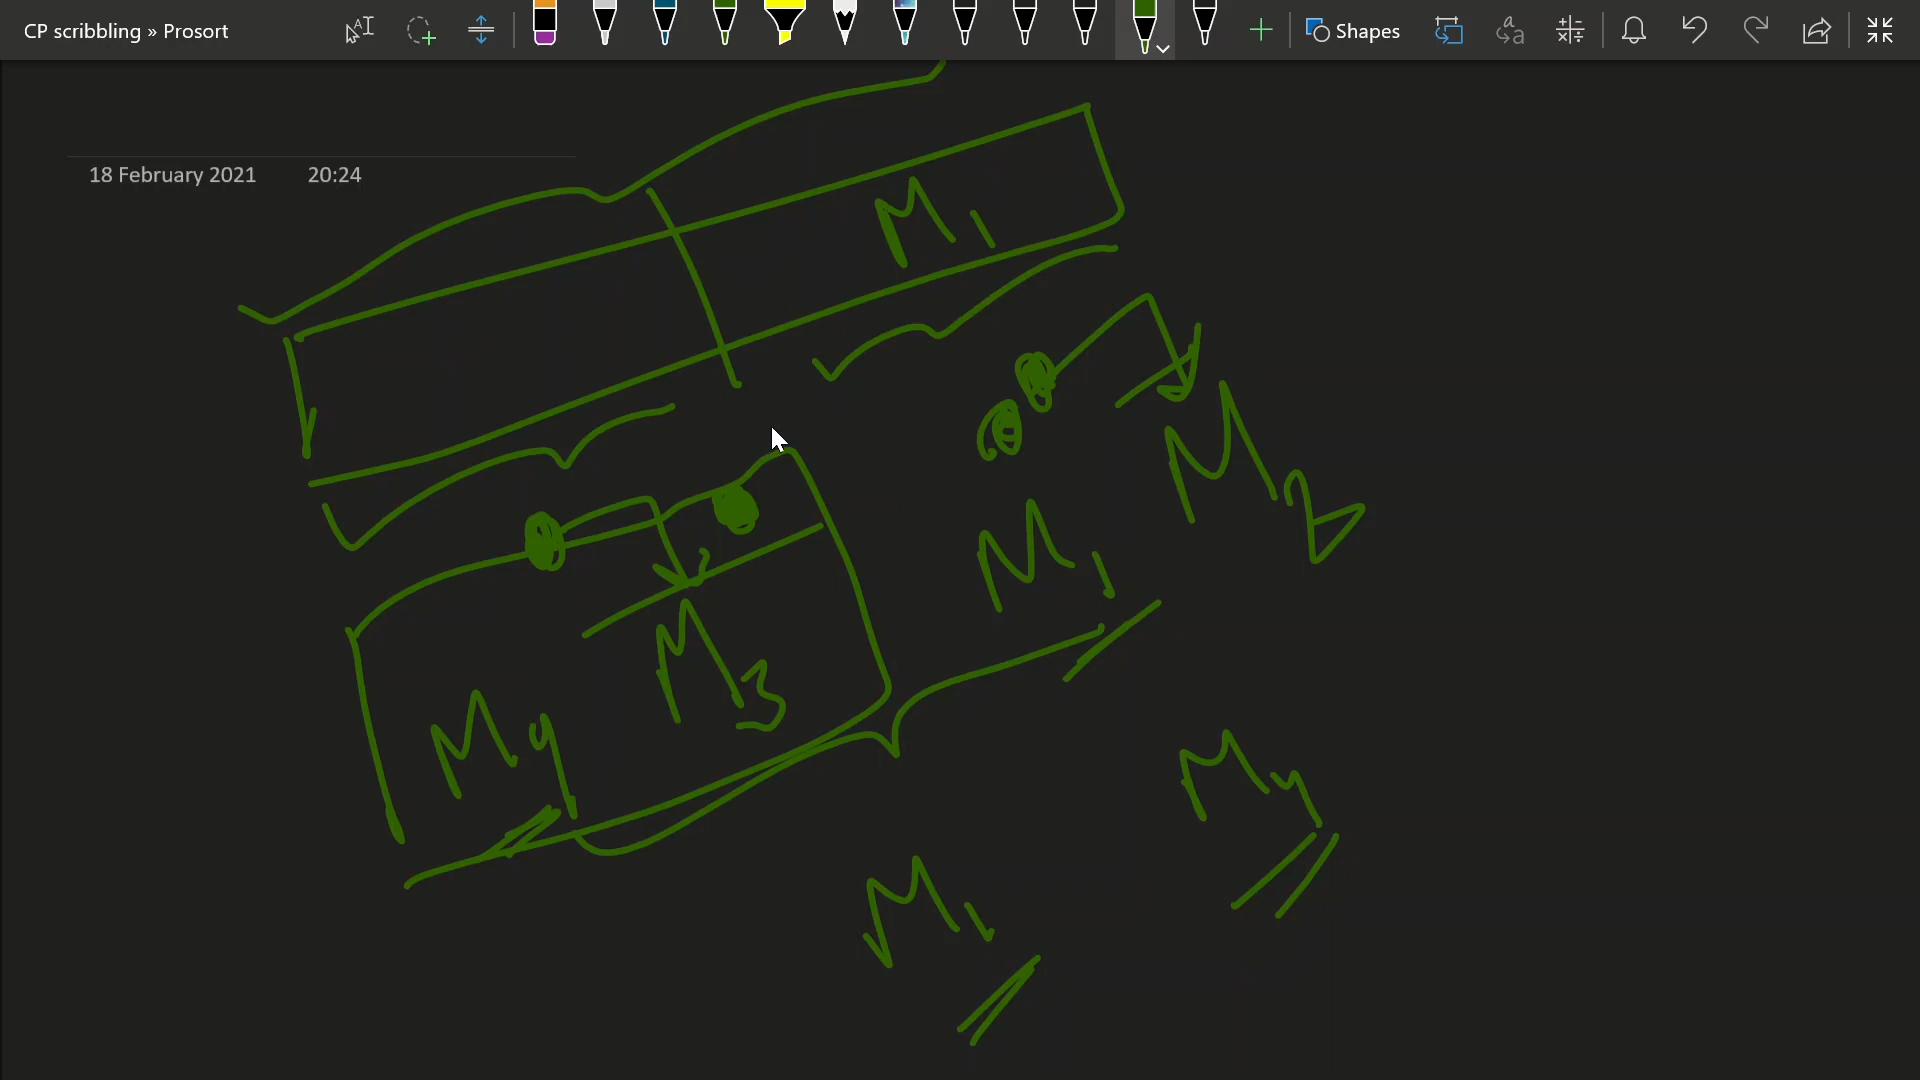 CP scribbling » Prosort
Shapes
18 February 2021 20:24
M1
M2
M1
M3
M4
M4
M1